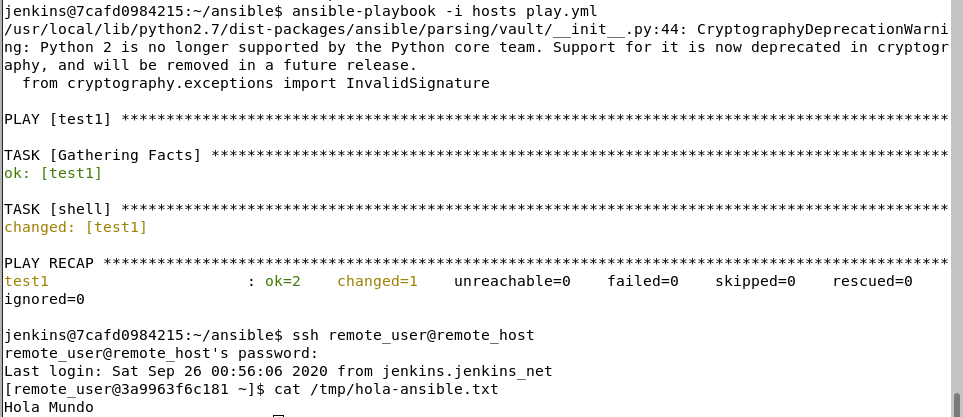 jenkins@7cafd0984215:~/ansible$ ansible-playbook -i hosts play.yml
/usr/local/lib/python2.7/dist-packages/ansible/parsing/vault/__init__.py:44: CryptographyDeprecationWarni
ng: Python 2 is no longer supported by the Python core team. Support for it is now deprecated in cryptogr
aphy, and will be removed in a future release.
  from cryptography.exceptions import InvalidSignature
PLAY [test1] ********************************************************************************************
TASK [Gathering Facts] **********************************************************************************
ok: [test1]
TASK [shell] ********************************************************************************************
changed: [test1]
PLAY RECAP **********************************************************************************************
test1                      : ok=2    changed=1    unreachable=0    failed=0    skipped=0    rescued=0
ignored=0
jenkins@7cafd0984215:~/ansible$ ssh remote_user@remote_host
remote_user@remote_host's password:
Last login: Sat Sep 26 00:56:06 2020 from jenkins.jenkins_net
[remote_user@3a9963f6c181 ~]$ cat /tmp/hola-ansible.txt
Hola Mundo